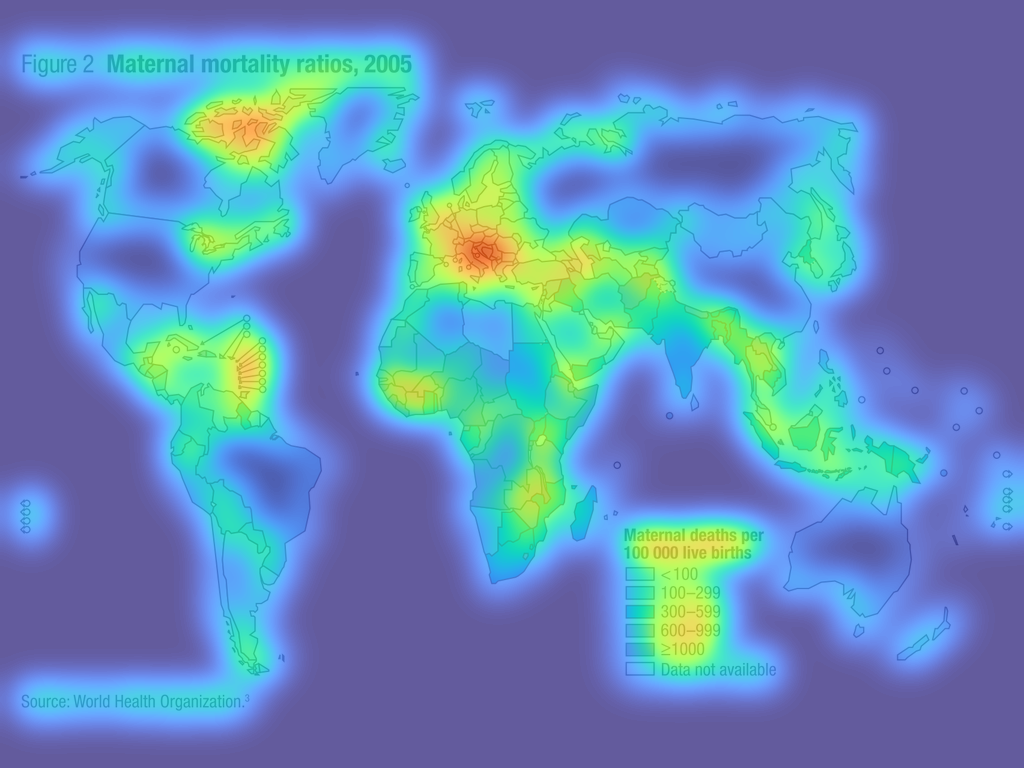 Figure 2 Maternal mortality ratios, 2005
Maternal deaths per
100 000 live births
<100
100–299
300–599
600–999
≥1000
Data not available
Source: World Health Organization.³